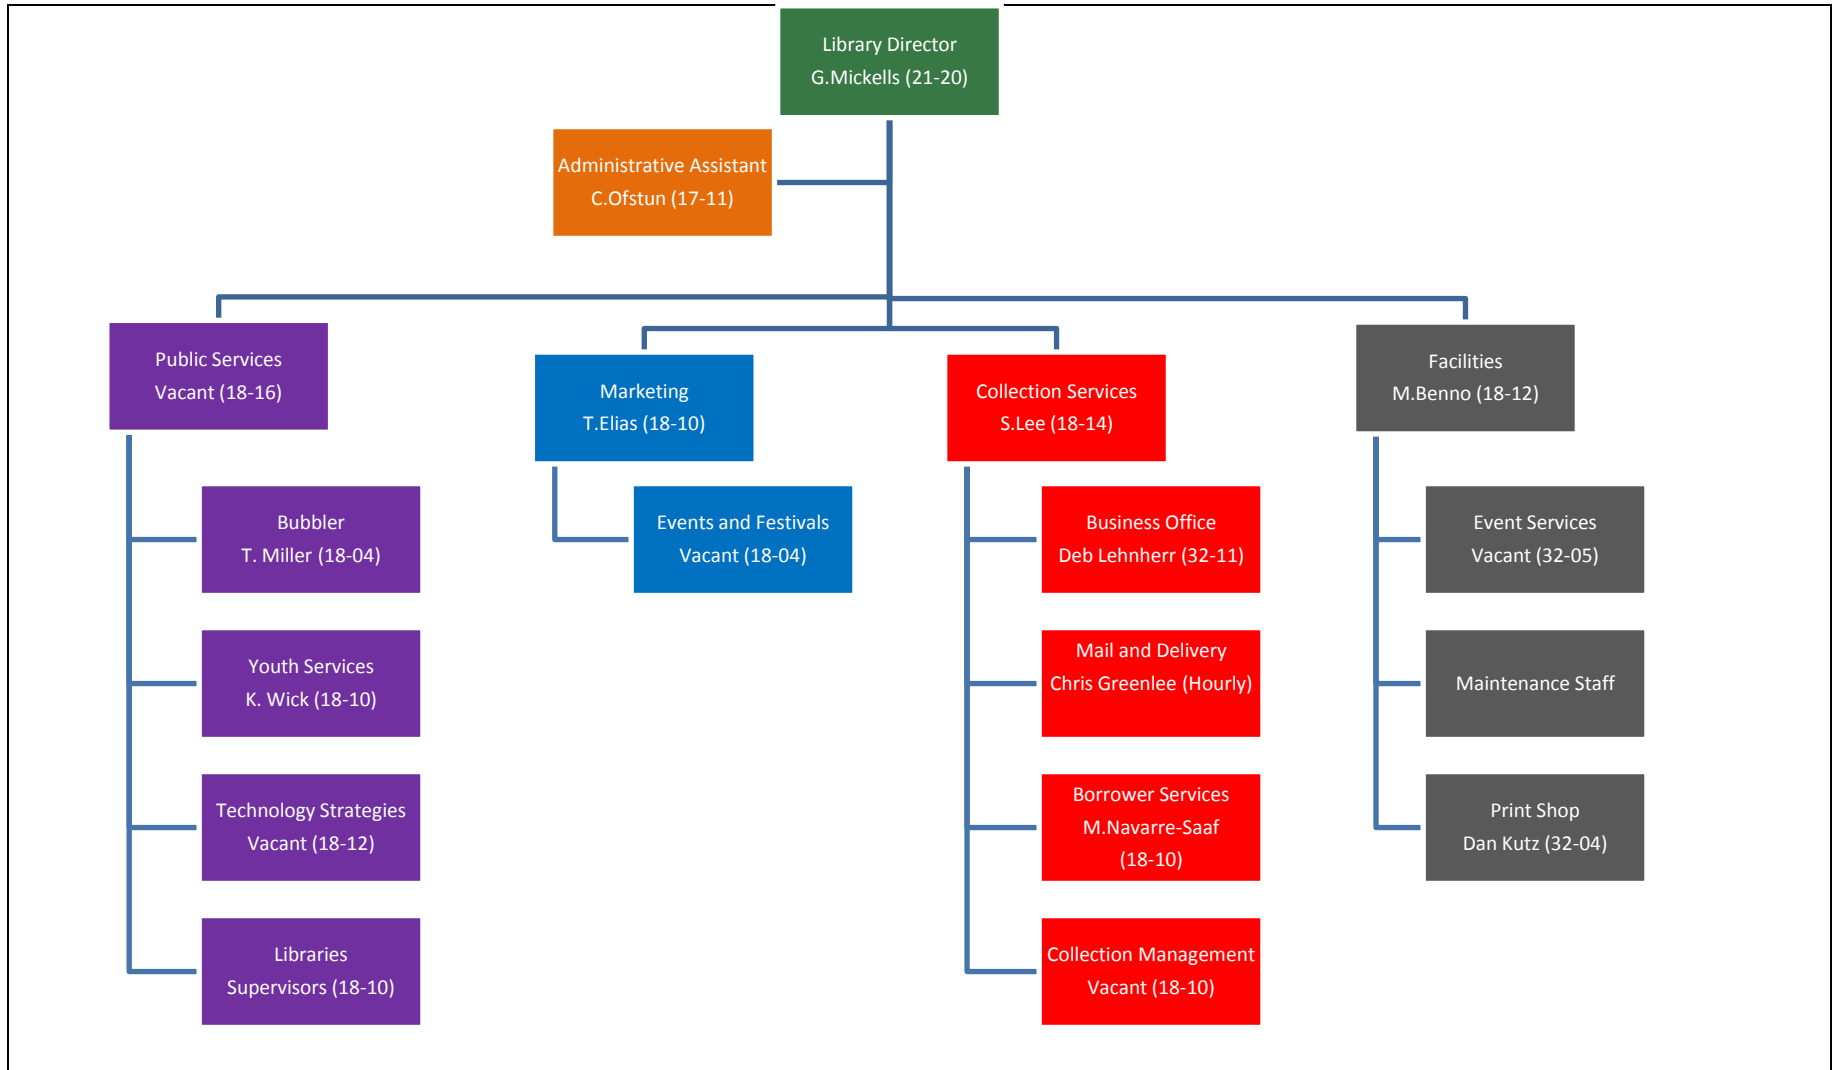 Library Director
G.Mickells (21-20)
Administrative Assistant
C.Ofstun (17-11)
Public Services
Vacant (18-16)
Marketing
T.Elias (18-10)
Collection Services
S.Lee (18-14)
Facilities
M.Benno (18-12)
Bubbler
T. Miller (18-04)
Youth Services
K. Wick (18-10)
Technology Strategies
Vacant (18-12)
Libraries
Supervisors (18-10)
Events and Festivals
Vacant (18-04)
Business Office
Deb Lehnherr (32-11)
Mail and Delivery
Chris Greenlee (Hourly)
Borrower Services
M.Navarre-Saaf
(18-10)
Collection Management
Vacant (18-10)
Event Services
Vacant (32-05)
Maintenance Staff
Print Shop
Dan Kutz (32-04)